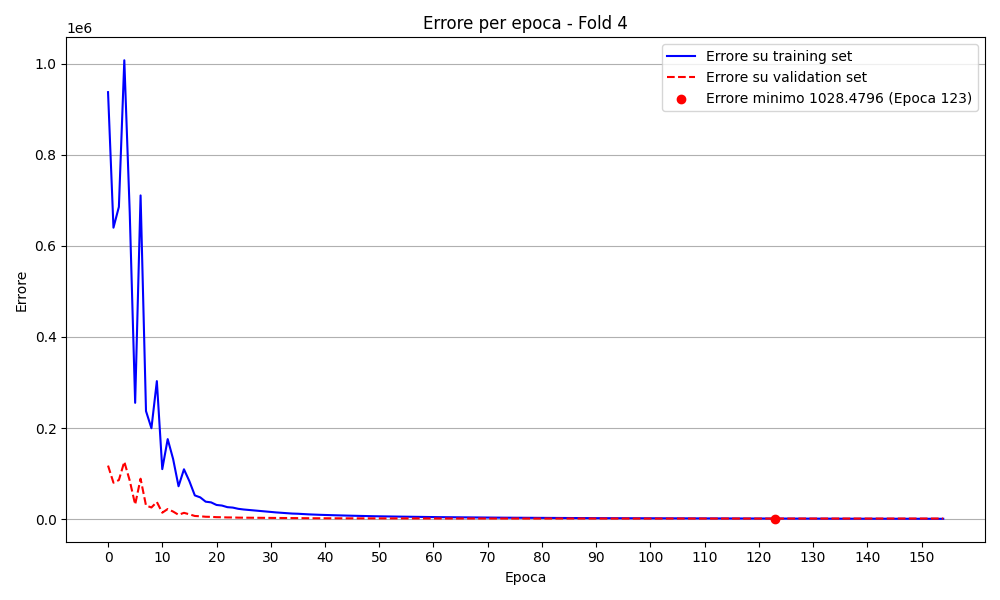 Errore per epoca - Fold 4
1e6
1.0
0.8
0.6
0.4
0.2
0.0
Errore
Errore su training set
Errore su validation set
Errore minimo 1028.4796 (Epoca 123)
0 10 20 30 40 50 60 70 80 90 100 110 120 130 140 150
Epoca